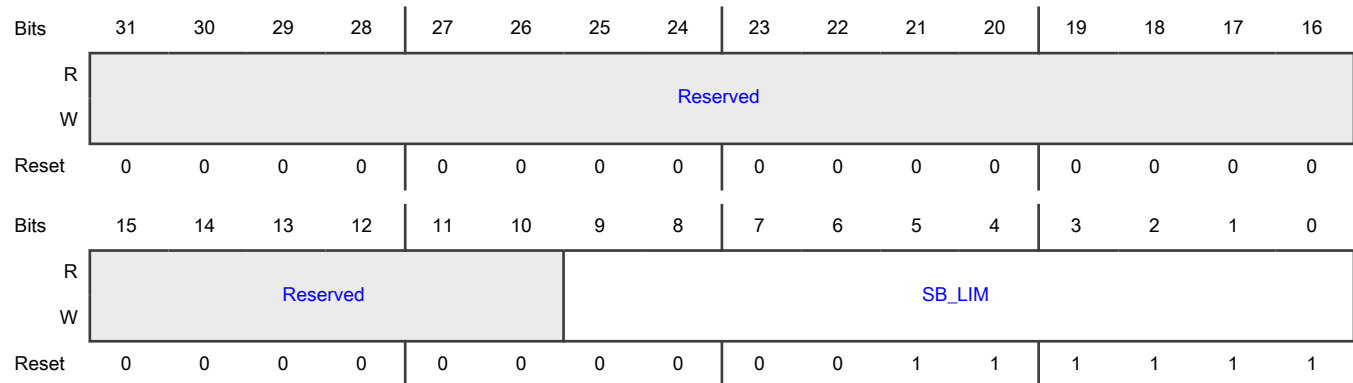 Bits 31 30 29 28 27 26 25 24 23 22 21 20 19 18 17 16
R
Reserved
W
Reset 0 0 0 0 0 0 0 0 0 0 0 0 0 0 0 0
Bits 15 14 13 12 11 10 9 8 7 6 5 4 3 2 1 0
R
Reserved SB_LIM
W
Reset 0 0 0 0 0 0 0 0 0 0 1 1 1 1 1 1